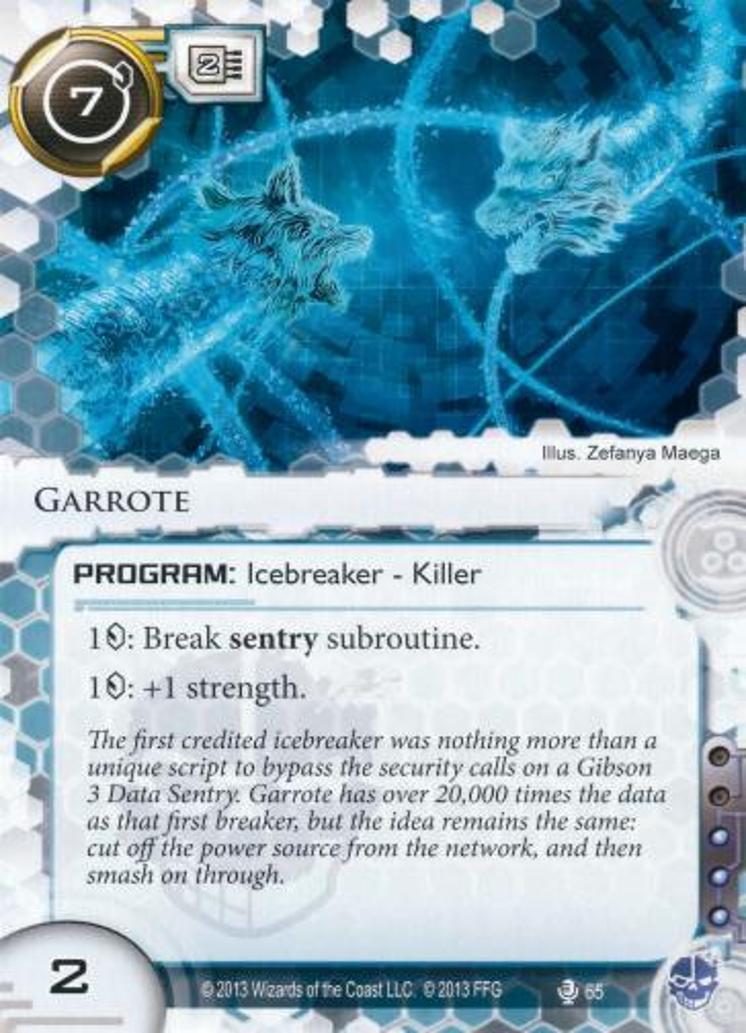 7
2
Illus. Zefanya Maega
GARROTE
PROGRAM: Icebreaker - Killer
1: Break sentry subroutine.
1: +1 strength.
The first credited icebreaker was nothing more than a
unique script to bypass the security calls on a Gibson
3 Data Sentry. Garrote has over 20,000 times the data
as that first breaker, but the idea remains the same:
cut off the power source from the network, and then
smash on through.
2
© 2013 Wizards of the Coast LLC. © 2013 FFG 65